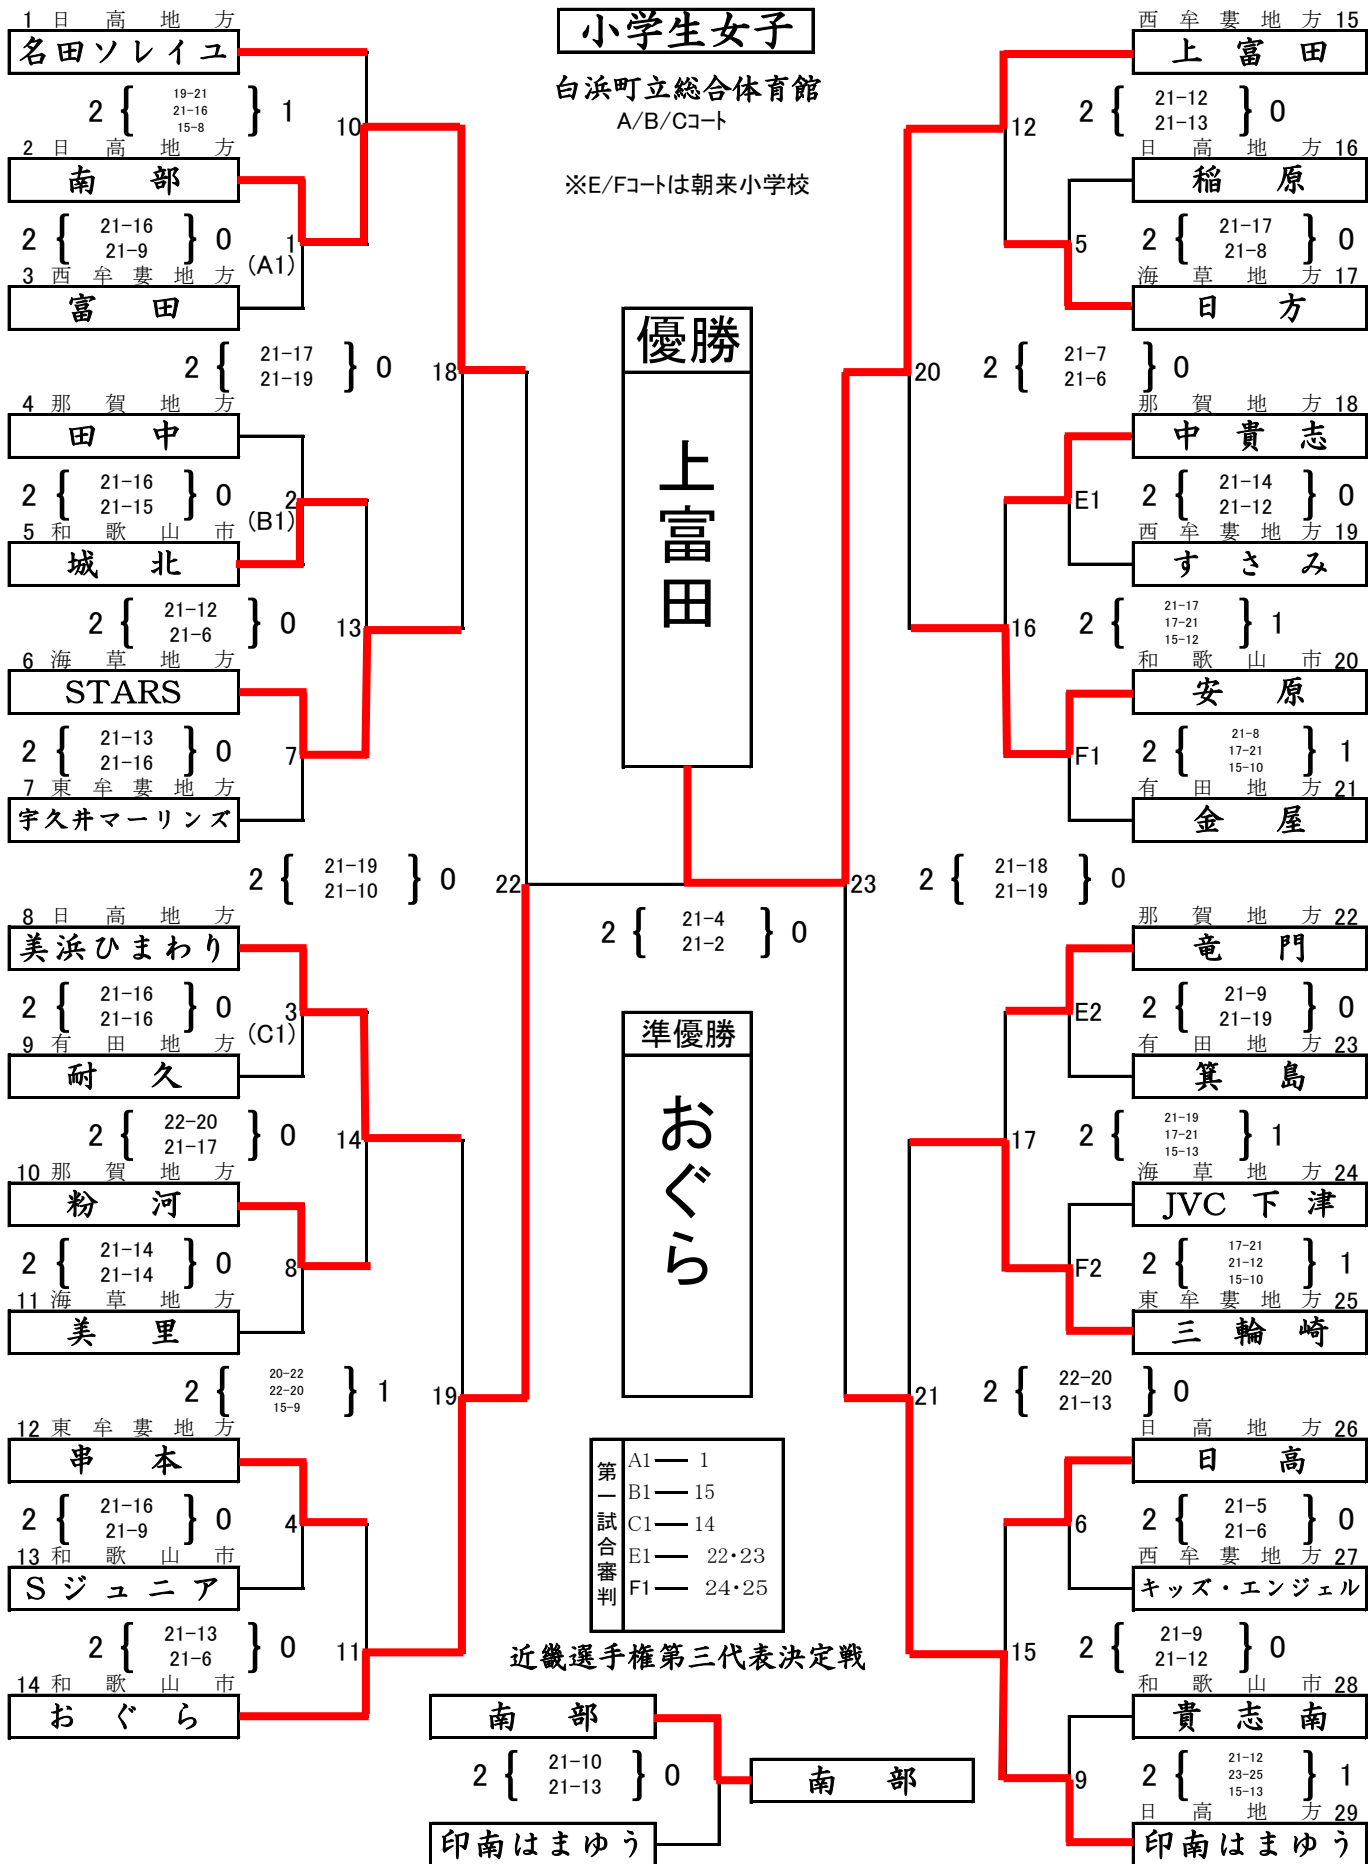 小学生女子
白浜町立総合体育館
A/B/Cコート
※E/Fコートは朝来小学校
1 日高地方
名田ソレイユ
2 { 19-21 21-16 15-8 } 1
10
2 日高地方
南部
2 { 21-16 21-9 } 0
1
(A1)
3 西牟婁地方
富田
2 { 21-17 21-19 } 0
18
4 那賀地方
田中
2 { 21-16 21-15 } 0
2
(B1)
5 和歌山市
城北
2 { 21-12 21-6 } 0
13
6 海草地方
STARS
2 { 21-13 21-16 } 0
7
7 東牟婁地方
宇久井マーリンズ
2 { 21-19 21-10 } 0
22
8 日高地方
美浜ひまわり
2 { 21-16 21-16 } 0
3
(C1)
9 有田地方
耐久
2 { 22-20 21-17 } 0
14
10 那賀地方
粉河
2 { 21-14 21-14 } 0
8
11 海草地方
美里
2 { 20-22 22-20 15-9 } 1
19
12 東牟婁地方
串本
2 { 21-16 21-9 } 0
4
13 和歌山市
Sジュニア
2 { 21-13 21-6 } 0
11
14 和歌山市
おぐら
優勝
上富田
2 { 21-4 21-2 } 0
準優勝
おぐら
第一試合審判
A1 ― 1
B1 ― 15
C1 ― 14
E1 ― 22・23
F1 ― 24・25
近畿選手権第三代表決定戦
南部
2 { 21-10 21-13 } 0
南部
印南はまゆう
西牟婁地方 15
上富田
12
2 { 21-12 21-13 } 0
日高地方 16
稲原
5
2 { 21-17 21-8 } 0
海草地方 17
日方
20
2 { 21-7 21-6 } 0
那賀地方 18
中貴志
E1
2 { 21-14 21-12 } 0
西牟婁地方 19
すさみ
16
2 { 21-17 17-21 15-12 } 1
和歌山市 20
安原
F1
2 { 21-8 17-21 15-10 } 1
有田地方 21
金屋
23
2 { 21-18 21-19 } 0
那賀地方 22
竜門
E2
2 { 21-9 21-19 } 0
有田地方 23
箕島
17
2 { 21-19 17-21 15-13 } 1
海草地方 24
JVC 下津
F2
2 { 17-21 21-12 15-10 } 1
東牟婁地方 25
三輪崎
21
2 { 22-20 21-13 } 0
日高地方 26
日高
6
2 { 21-5 21-6 } 0
西牟婁地方 27
キッズ・エンジェル
15
2 { 21-9 21-12 } 0
和歌山市 28
貴志南
9
2 { 21-12 23-25 15-13 } 1
日高地方 29
印南はまゆう